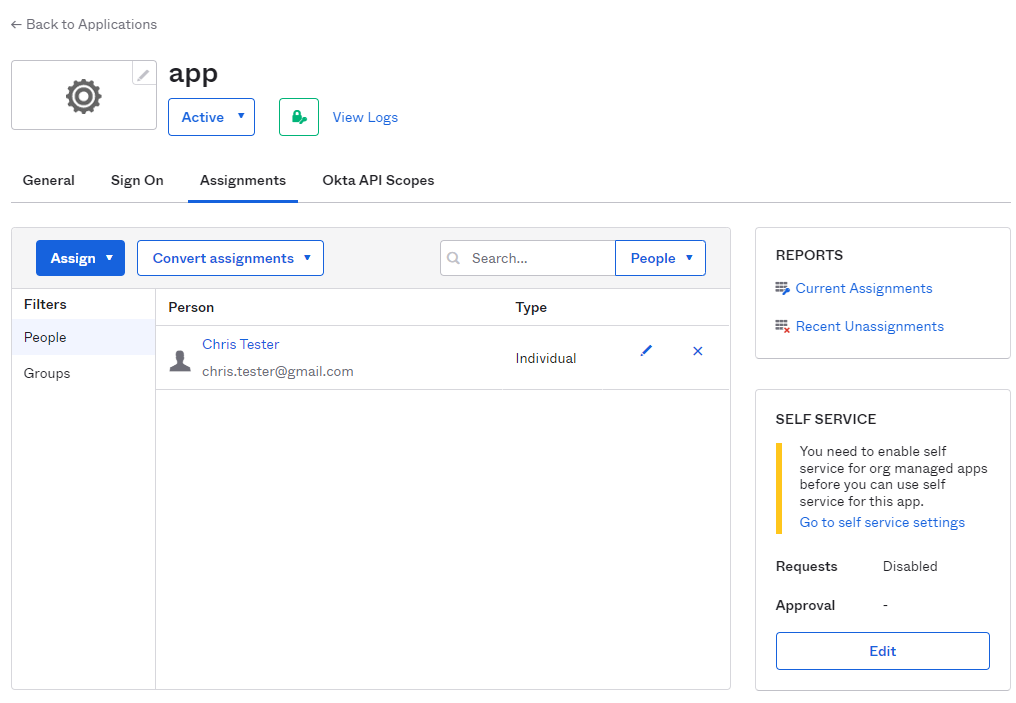 ← Back to Applications
app
Active ▼
View Logs
General Sign On Assignments Okta API Scopes
Assign ▼ Convert assignments ▼ Search... People ▼
Filters
People
Groups
Person Type
Chris Tester
chris.tester@gmail.com
Individual
REPORTS
Current Assignments
Recent Unassignments
SELF SERVICE
You need to enable self
service for org managed apps
before you can use self
service for this app.
Go to self service settings
Requests Disabled
Approval -
Edit